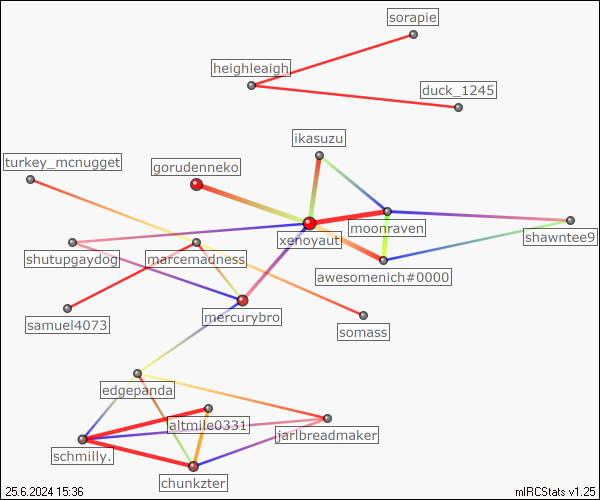 sorapie
heighleaigh
duck_1245
ikasuzu
turkey_mcnugget
gorudenneko
moonraven
xenoyaut
shawntee9
shutupgaydog
marcemadness
awesomenich#0000
mercurybro
samuel4073
somass
edgepanda
altmile0331
jarlbreadmaker
schmilly.
chunkzter
25.6.2024 15:36
mIRCStats v1.25